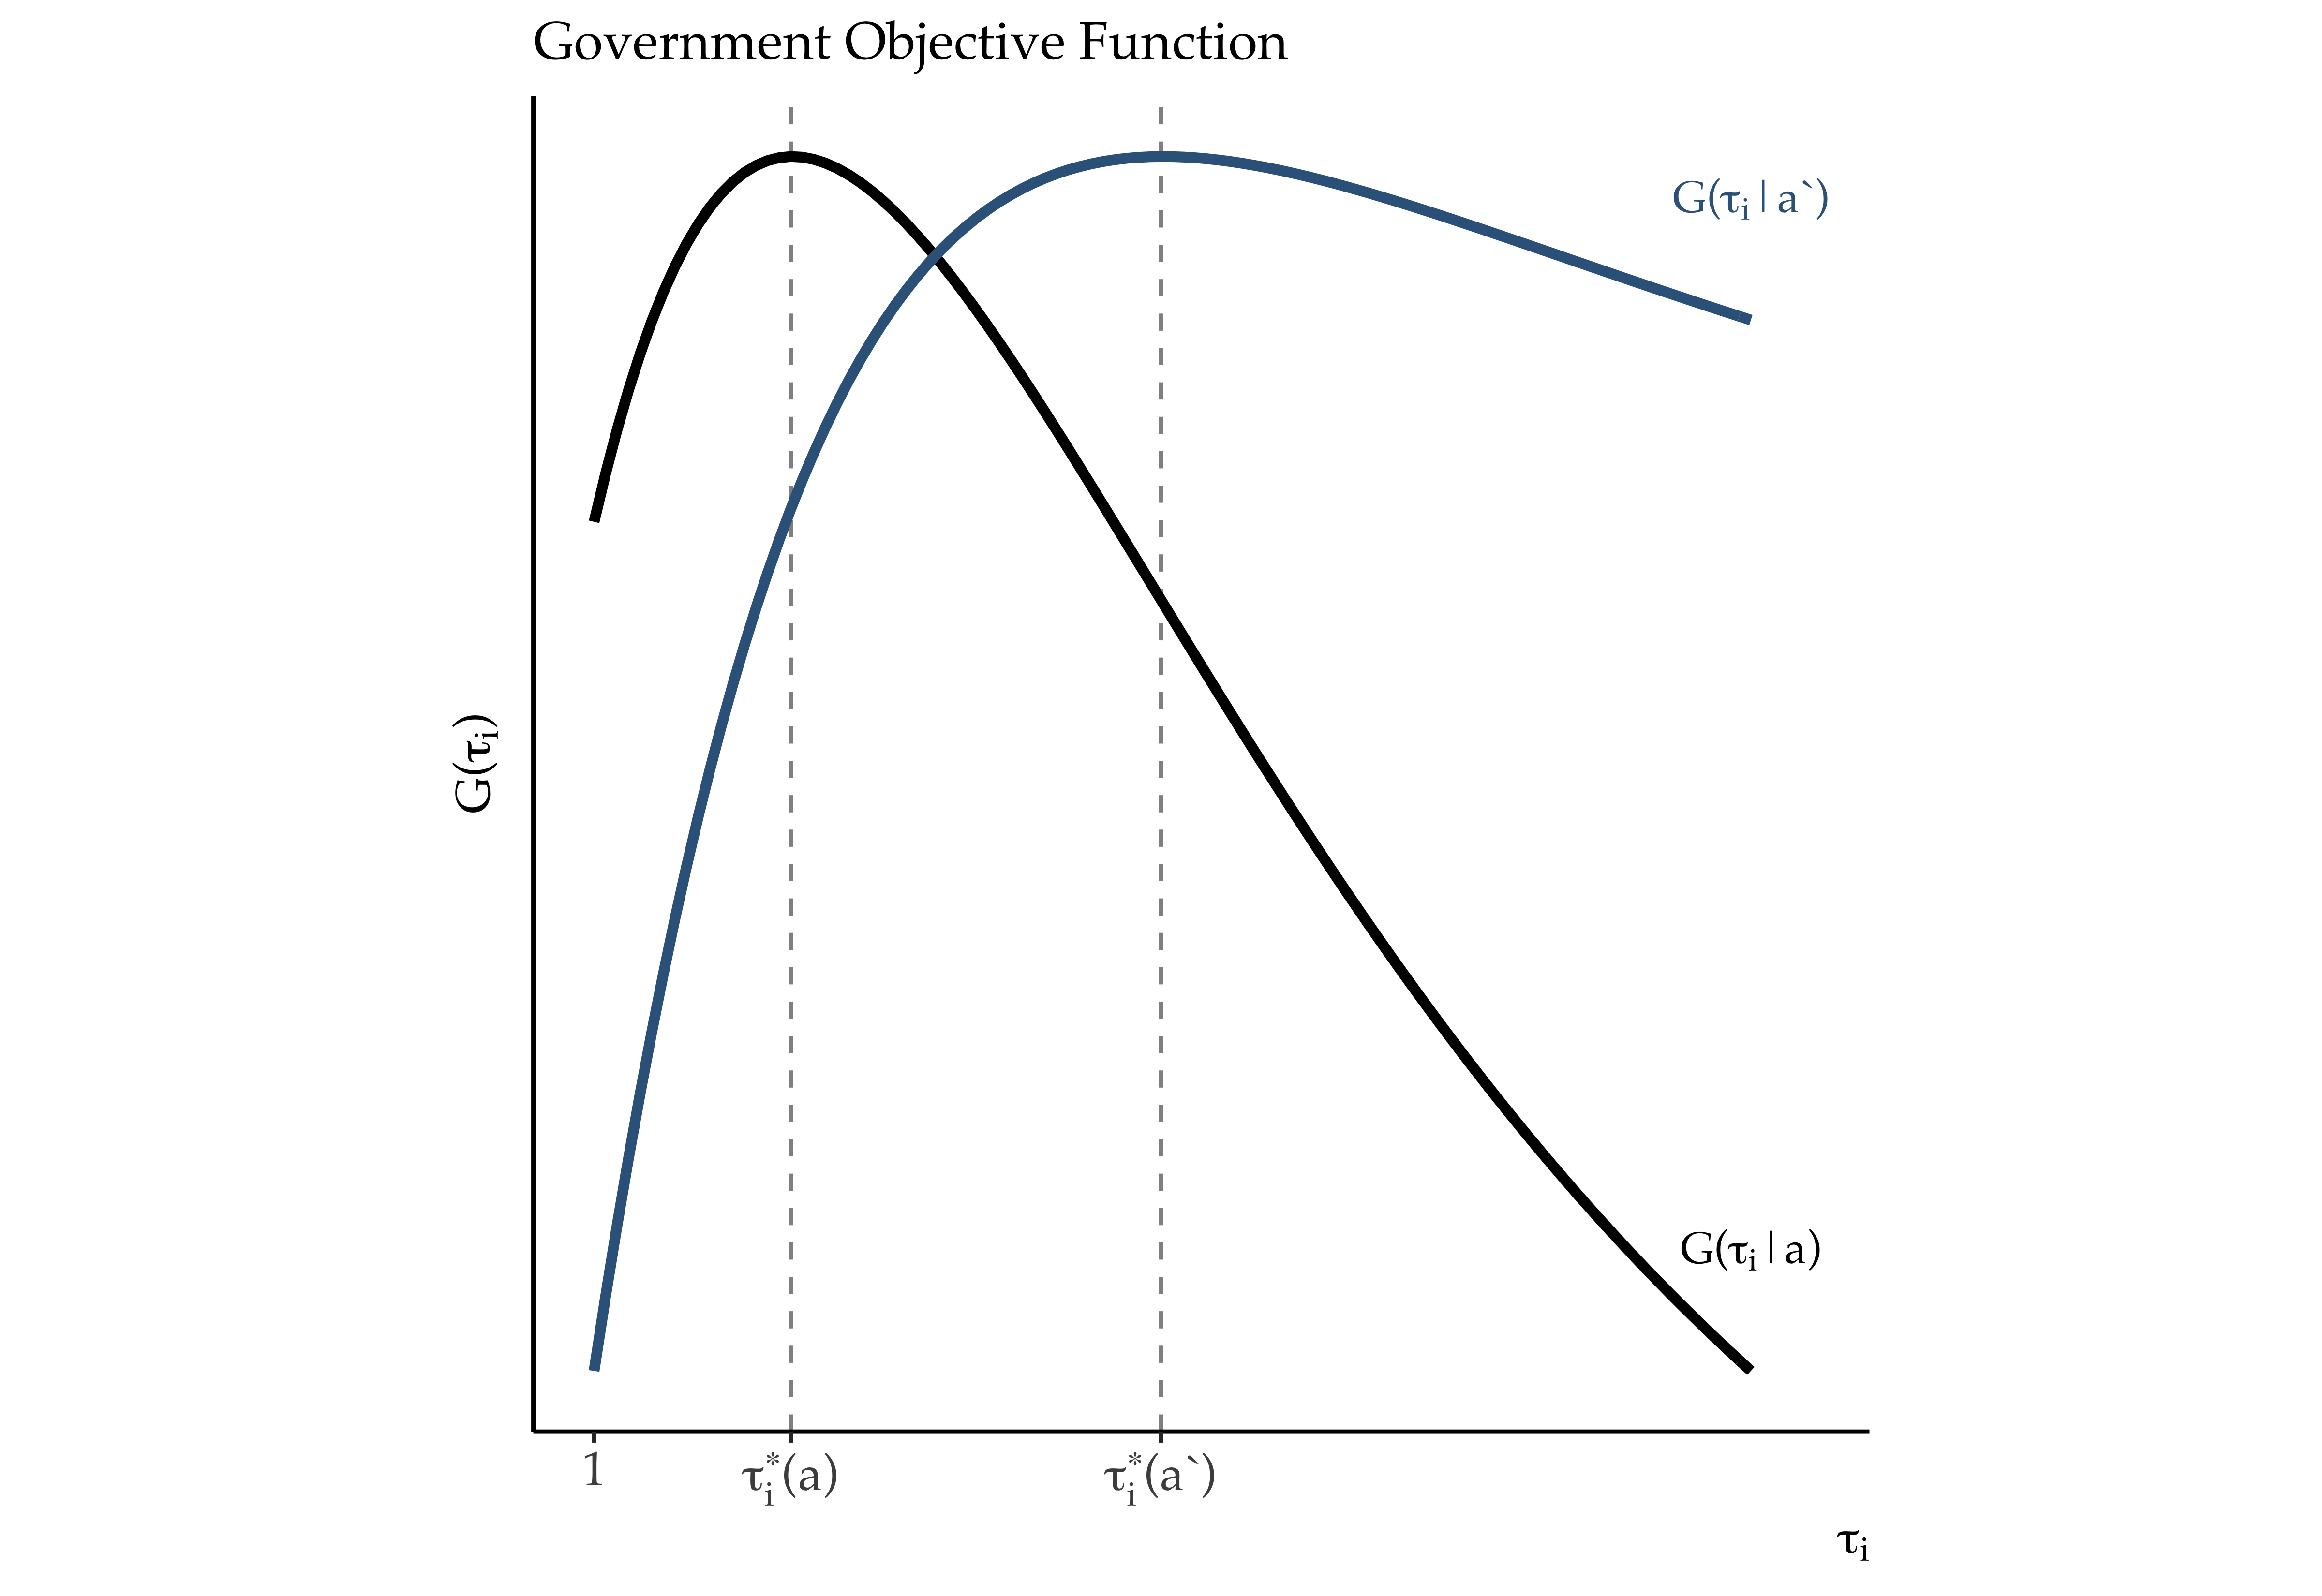 Government Objective Function
G(τi | a`)
G(τi)
G(τi | a)
1
τi*(a)
τi*(a`)
τi